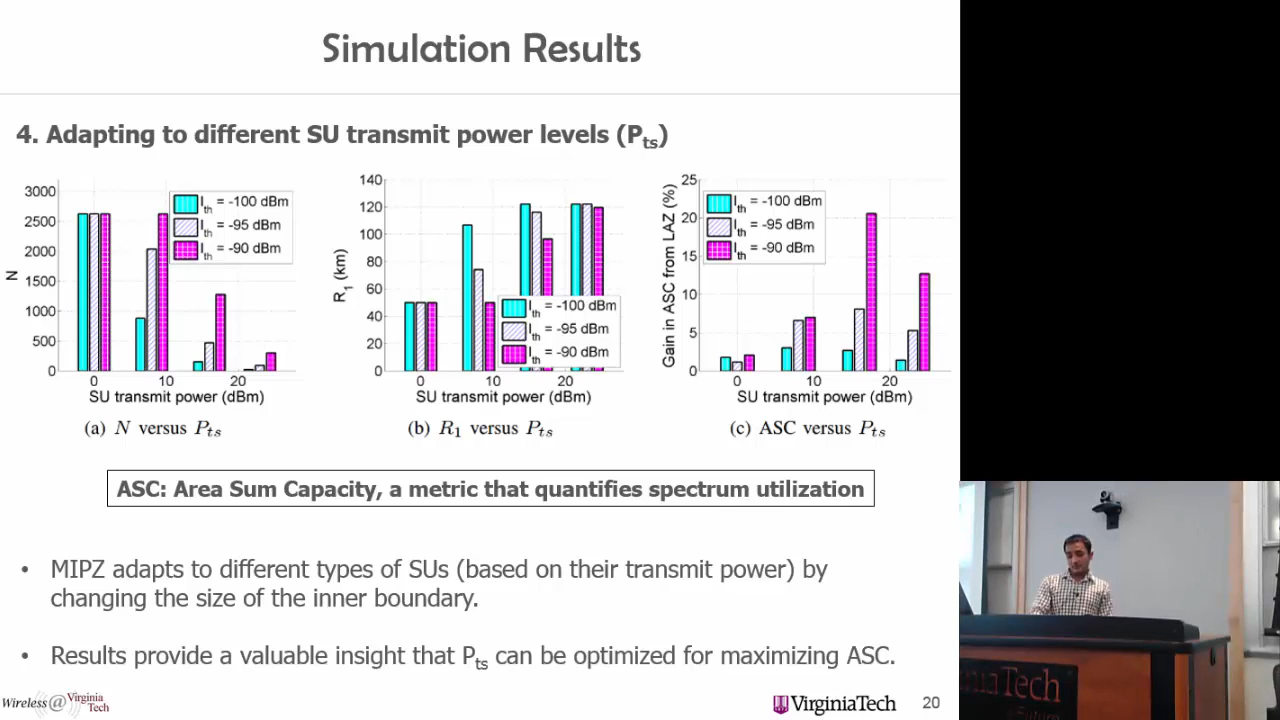 Simulation Results
4. Adapting to different SU transmit power levels (Pts)
3000
2500
2000
1500
1000
500
0
N
0 10 20
SU transmit power (dBm)
Ith = -100 dBm
Ith = -95 dBm
Ith = -90 dBm
(a) N versus Pts
140
120
100
80
60
40
20
0
R1 (km)
0 10 20
SU transmit power (dBm)
Ith = -100 dBm
Ith = -95 dBm
Ith = -90 dBm
(b) R1 versus Pts
25
20
15
10
5
0
Gain in ASC from LAZ (%)
0 10 20
SU transmit power (dBm)
Ith = -100 dBm
Ith = -95 dBm
Ith = -90 dBm
(c) ASC versus Pts
ASC: Area Sum Capacity, a metric that quantifies spectrum utilization
• MIPZ adapts to different types of SUs (based on their transmit power) by
changing the size of the inner boundary.
• Results provide a valuable insight that Pts can be optimized for maximizing ASC.
Wireless@ Virginia
Tech
VirginiaTech
20
iniaTech